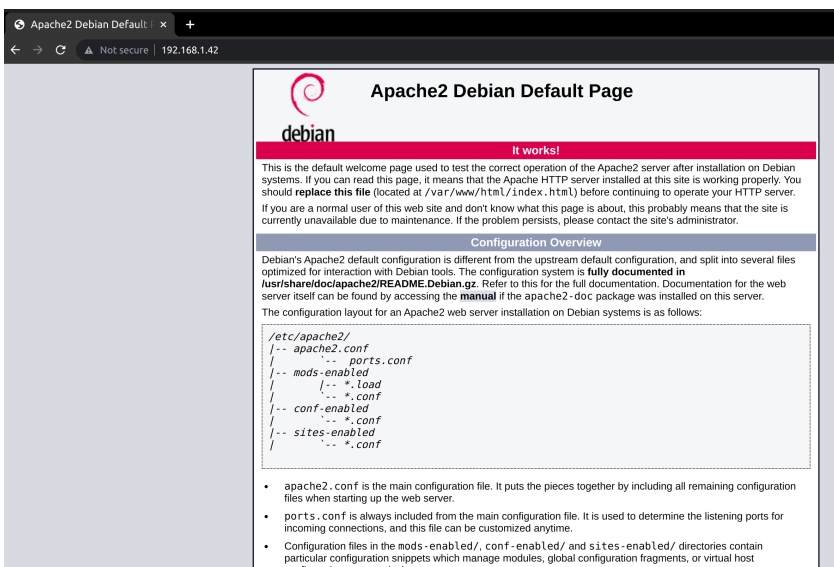 Apache2 Debian Default
Not secure | 192.168.1.42
debian
Apache2 Debian Default Page
It works!
This is the default welcome page used to test the correct operation of the Apache2 server after installation on Debian
systems. If you can read this page, it means that the Apache HTTP server installed at this site is working properly. You
should replace this file (located at /var/www/html/index.html) before continuing to operate your HTTP server.
If you are a normal user of this web site and don't know what this page is about, this probably means that the site is
currently unavailable due to maintenance. If the problem persists, please contact the site's administrator.
Configuration Overview
Debian's Apache2 default configuration is different from the upstream default configuration, and split into several files
optimized for interaction with Debian tools. The configuration system is fully documented in
/usr/share/doc/apache2/README.Debian.gz. Refer to this for the full documentation. Documentation for the web
server itself can be found by accessing the manual if the apache2-doc package was installed on this server.
The configuration layout for an Apache2 web server installation on Debian systems is as follows:
/etc/apache2/
|-- apache2.conf
|       `--  ports.conf
|-- mods-enabled
|       |-- *.load
|       `-- *.conf
|-- conf-enabled
|       `-- *.conf
|-- sites-enabled
|       `-- *.conf
• apache2.conf is the main configuration file. It puts the pieces together by including all remaining configuration
files when starting up the web server.
• ports.conf is always included from the main configuration file. It is used to determine the listening ports for
incoming connections, and this file can be customized anytime.
• Configuration files in the mods-enabled/, conf-enabled/ and sites-enabled/ directories contain
particular configuration snippets which manage modules, global configuration fragments, or virtual host